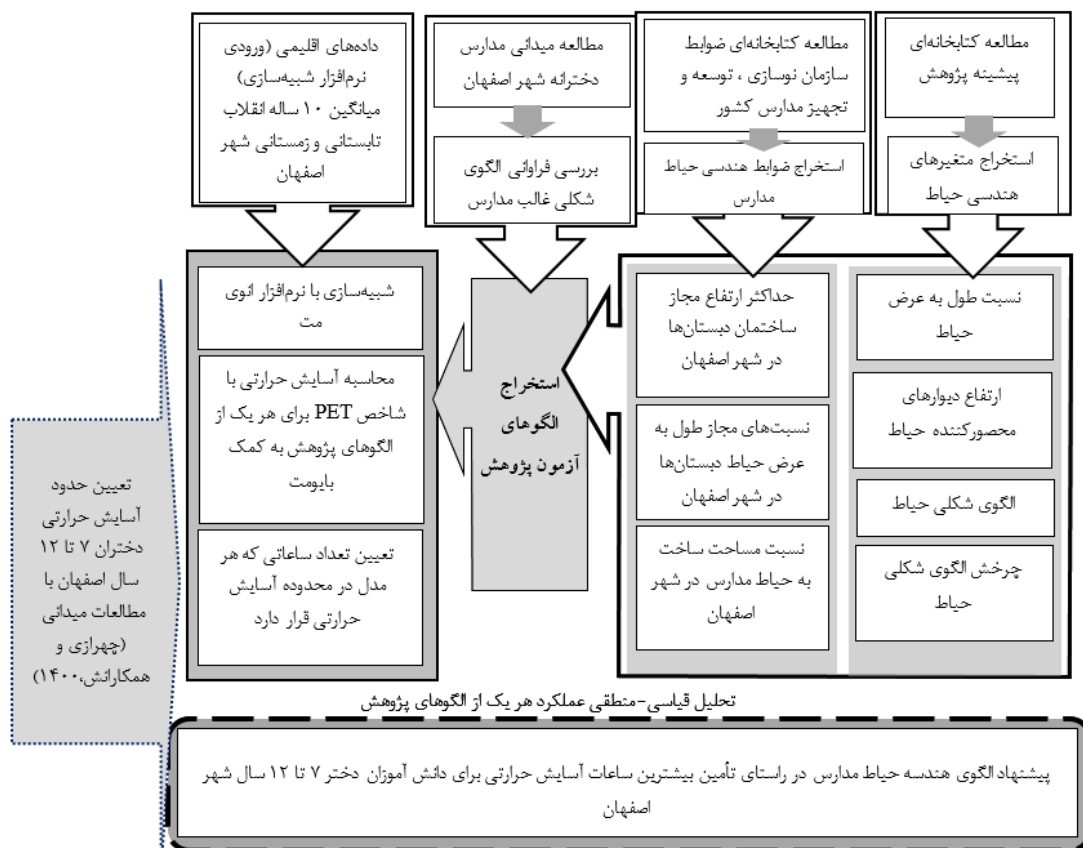 مطالعه کتابخانه‌ای
پیشینه پژوهش
استخراج متغیرهای
هندسی حیاط
مطالعه کتابخانه‌ای ضوابط
سازمان نوسازی ، توسعه و
تجهیز مدارس کشور
استخراج ضوابط هندسی حیاط
مدارس
مطالعه میدانی مدارس
دخترانه شهر اصفهان
بررسی فراوانی الگوی
شکلی غالب مدارس
داده‌های اقلیمی (ورودی
نرم‌افزار شبیه‌سازی)
میانگین ۱۰ ساله انقلاب
تابستانی و زمستانی شهر
اصفهان
نسبت طول به عرض
حیاط
ارتفاع دیوارهای
محصورکننده حیاط
الگوی شکلی حیاط
چرخش الگوی شکلی
حیاط
حداکثر ارتفاع مجاز
ساختمان دبستان‌ها
در شهر اصفهان
نسبت‌های مجاز طول به
عرض حیاط دبستان‌ها
در شهر اصفهان
نسبت مساحت ساخت
به حیاط مدارس در شهر
اصفهان
استخراج
الگوهای
آزمون پژوهش
شبیه‌سازی با نرم‌افزار انوی
مت
محاسبه آسایش حرارتی با
شاخص PET برای هر یک از
الگوهای پژوهش به کمک
بایومت
تعیین تعداد ساعاتی که هر
مدل در محدوده آسایش
حرارتی قرار دارد
تعیین حدود
آسایش حرارتی
دختران ۷ تا ۱۲
سال اصفهان با
مطالعات میدانی
(چهرازی و
همکارانش،۱۴۰۰)
تحلیل قیاسی-منطقی عملکرد هر یک از الگوهای پژوهش
پیشنهاد الگوی هندسه حیاط مدارس در راستای تأمین بیشترین ساعات آسایش حرارتی برای دانش آموزان دختر ۷ تا ۱۲ سال شهر
اصفهان